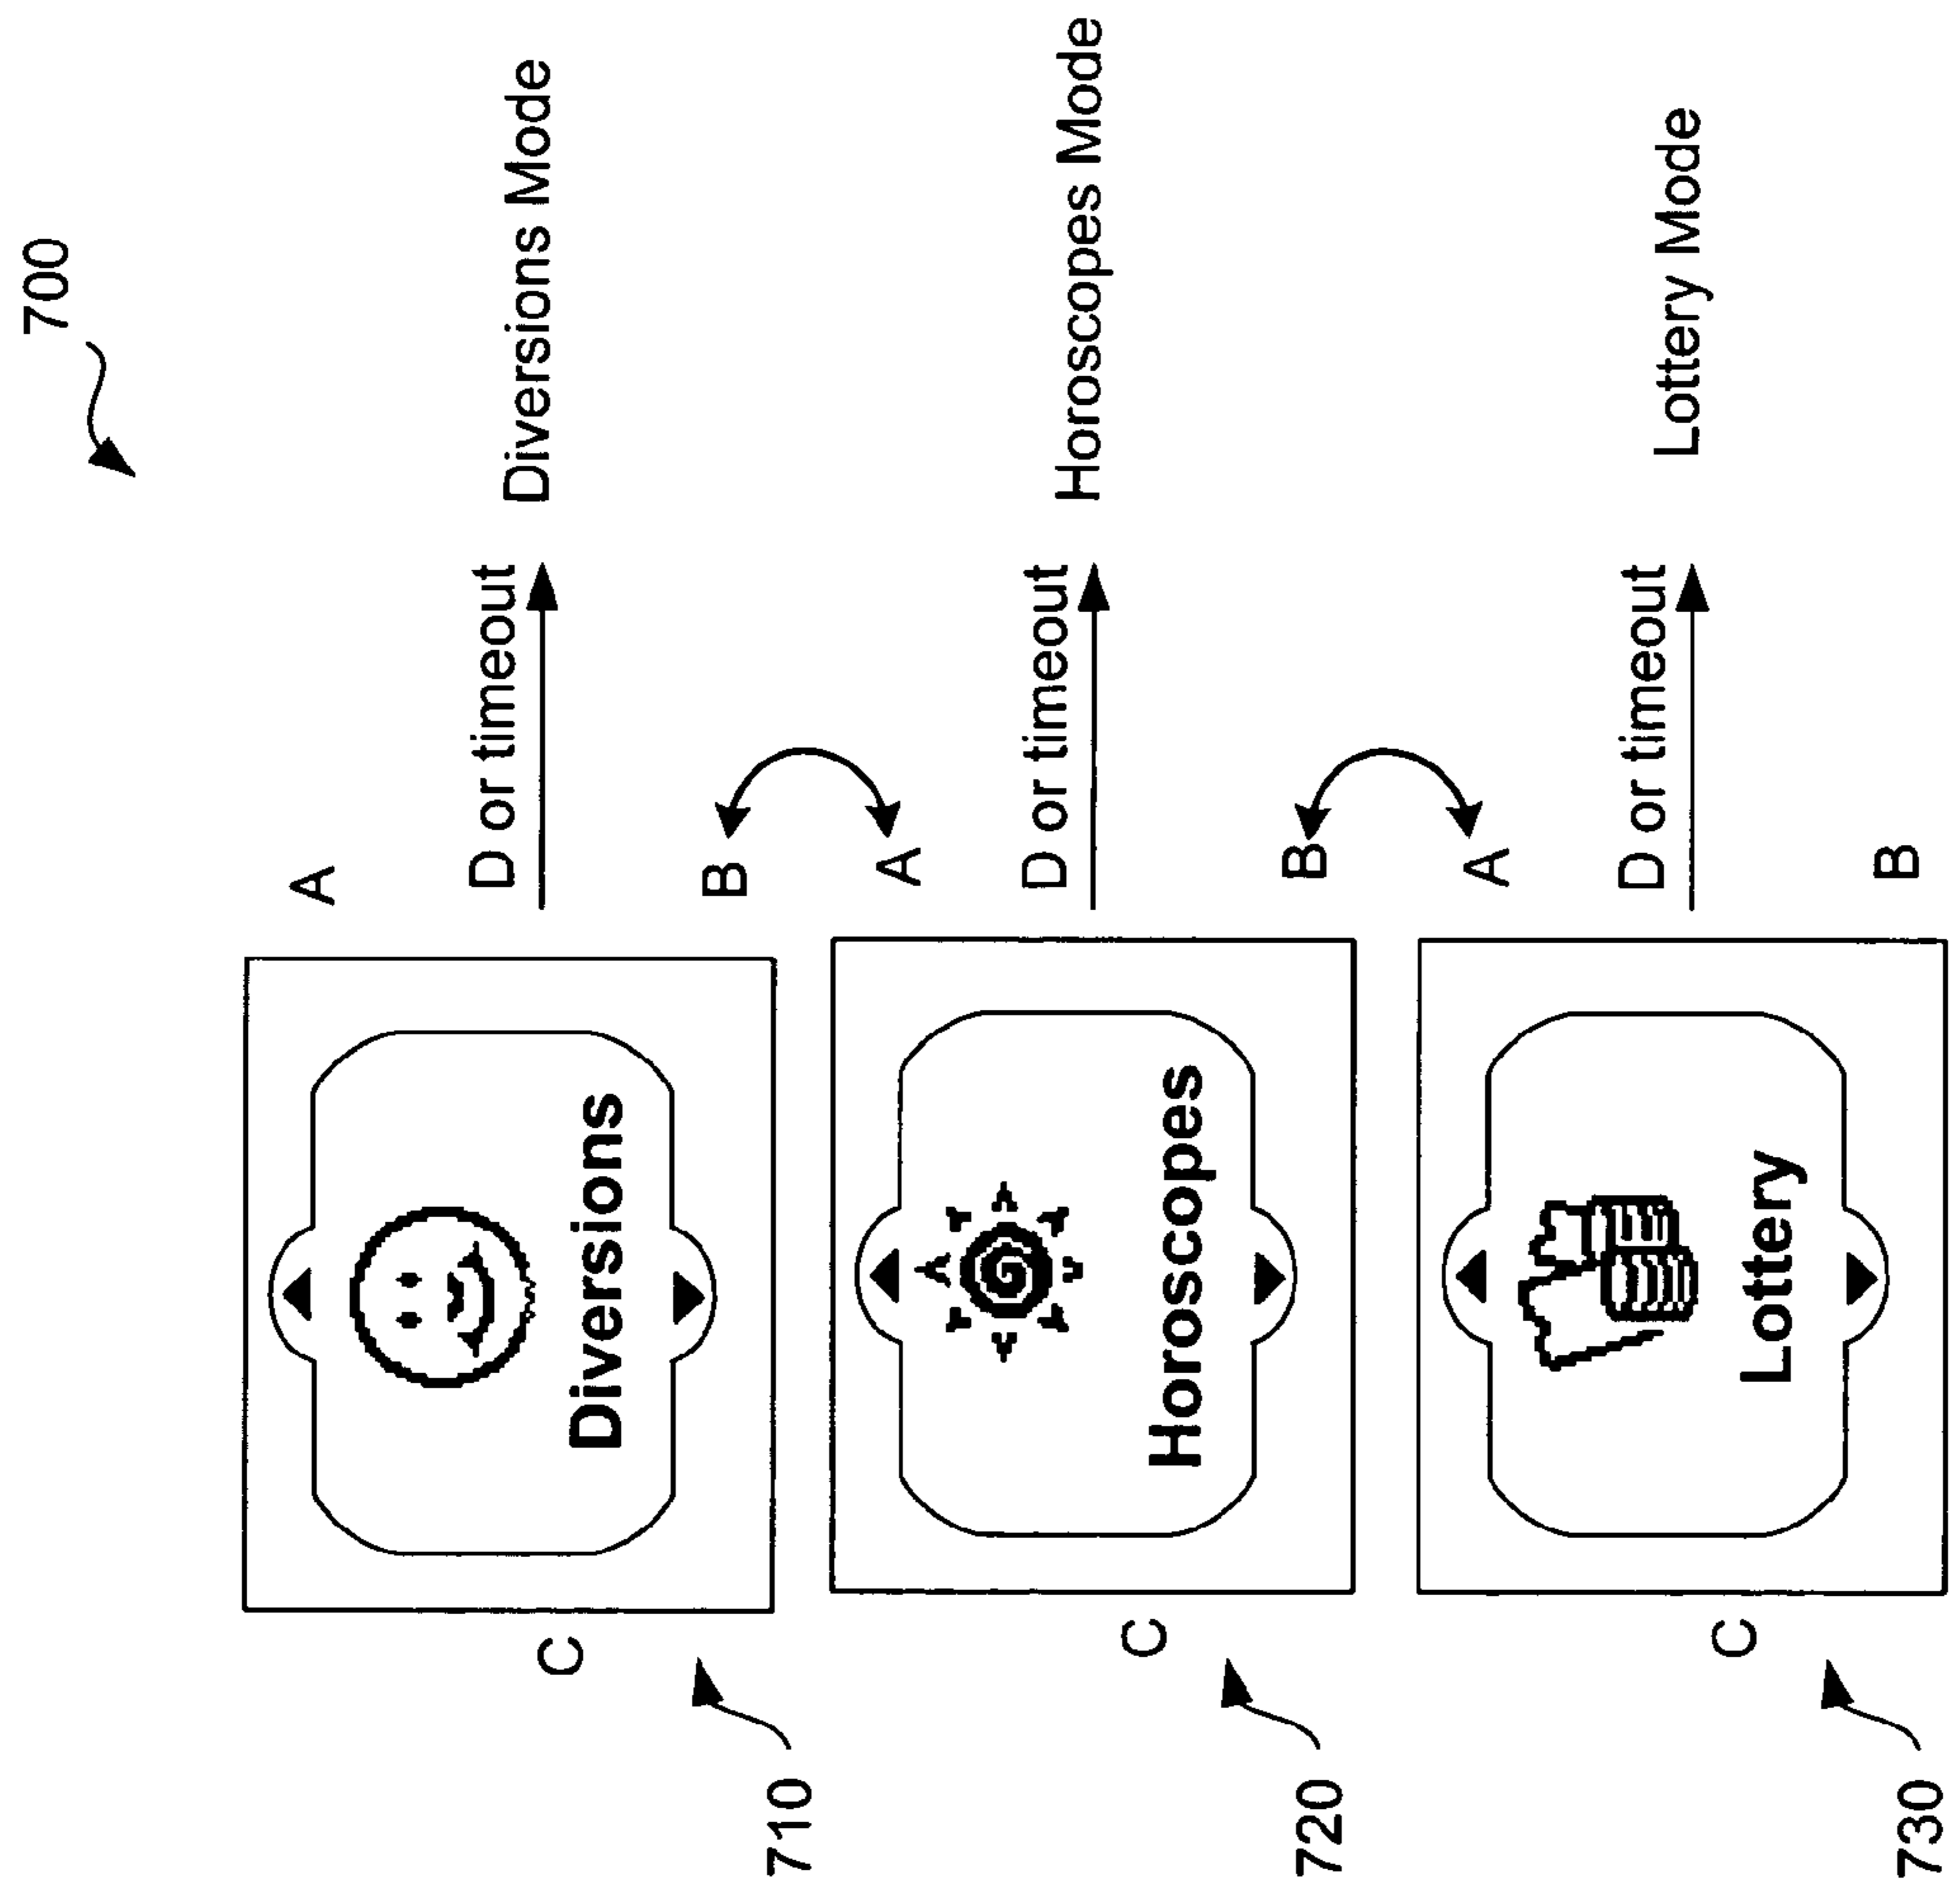 700
A
D or timeout
Diversions Mode
Diversions
C
710
B
A
D or timeout
Horoscopes Mode
Horoscopes
C
720
B
A
D or timeout
Lottery Mode
Lottery
C
730
B